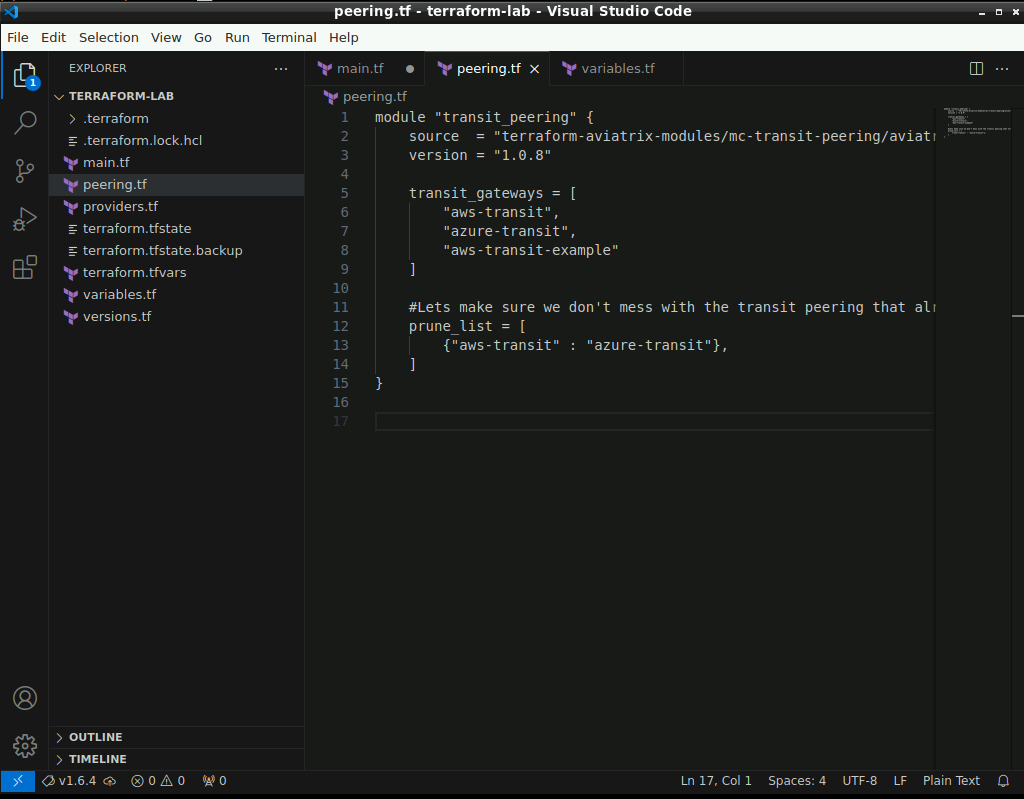 peering.tf - terraform-lab - Visual Studio Code
File Edit Selection View Go Run Terminal Help
1
EXPLORER
TERRAFORM-LAB
.terraform
.terraform.lock.hcl
main.tf
peering.tf
providers.tf
terraform.tfstate
terraform.tfstate.backup
terraform.tfvars
variables.tf
versions.tf
OUTLINE
TIMELINE
main.tf peering.tf variables.tf
peering.tf
1 module "transit_peering" {
2 source = "terraform-aviatrix-modules/mc-transit-peering/aviatr
3 version = "1.0.8"
4
5 transit_gateways = [
6 "aws-transit",
7 "azure-transit",
8 "aws-transit-example"
9 ]
10
11 #Lets make sure we don't mess with the transit peering that alr
12 prune_list = [
13 {"aws-transit" : "azure-transit"},
14 ]
15 }
16
17
v1.6.4 0 0 0 Ln 17, Col 1 Spaces: 4 UTF-8 LF Plain Text